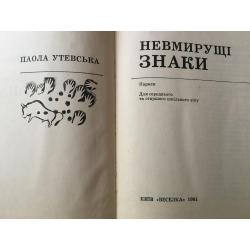 ПАОЛА УТЕВСЬКА
НЕВМИРУЩІ
ЗНАКИ
Нариси
Для середнього
та старшого шкільного віку
КИЇВ «ВЕСЕЛКА» 1981